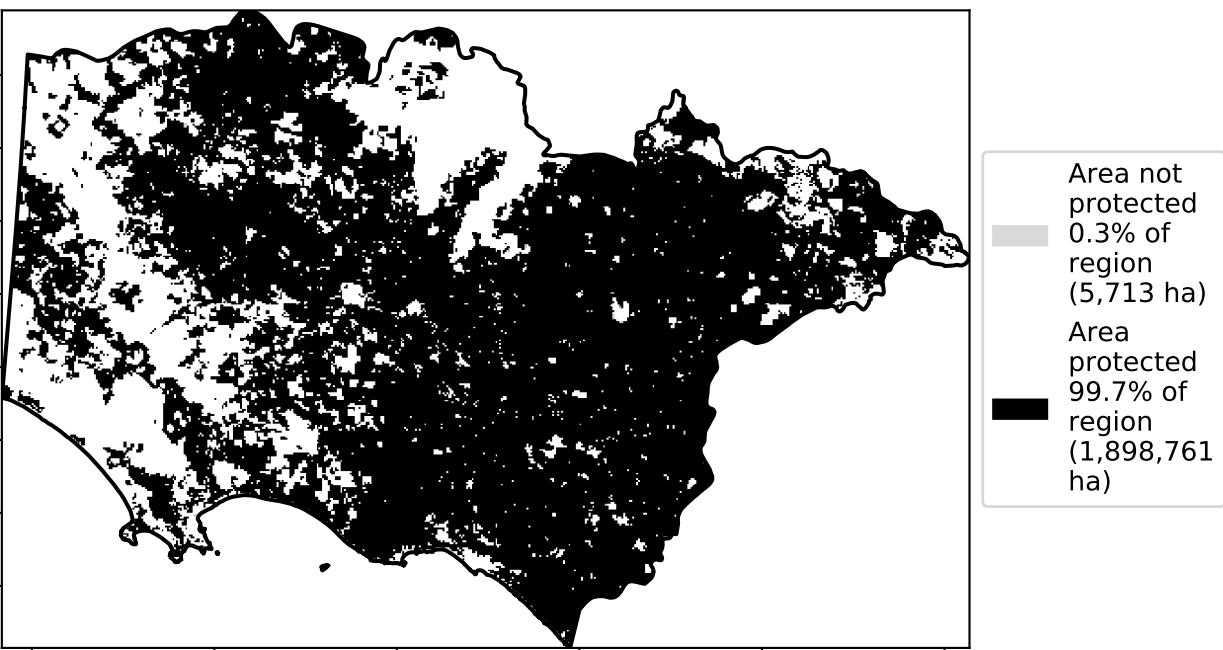 Area not
protected
0.3% of
region
(5,713 ha)
Area
protected
99.7% of
region
(1,898,761
ha)